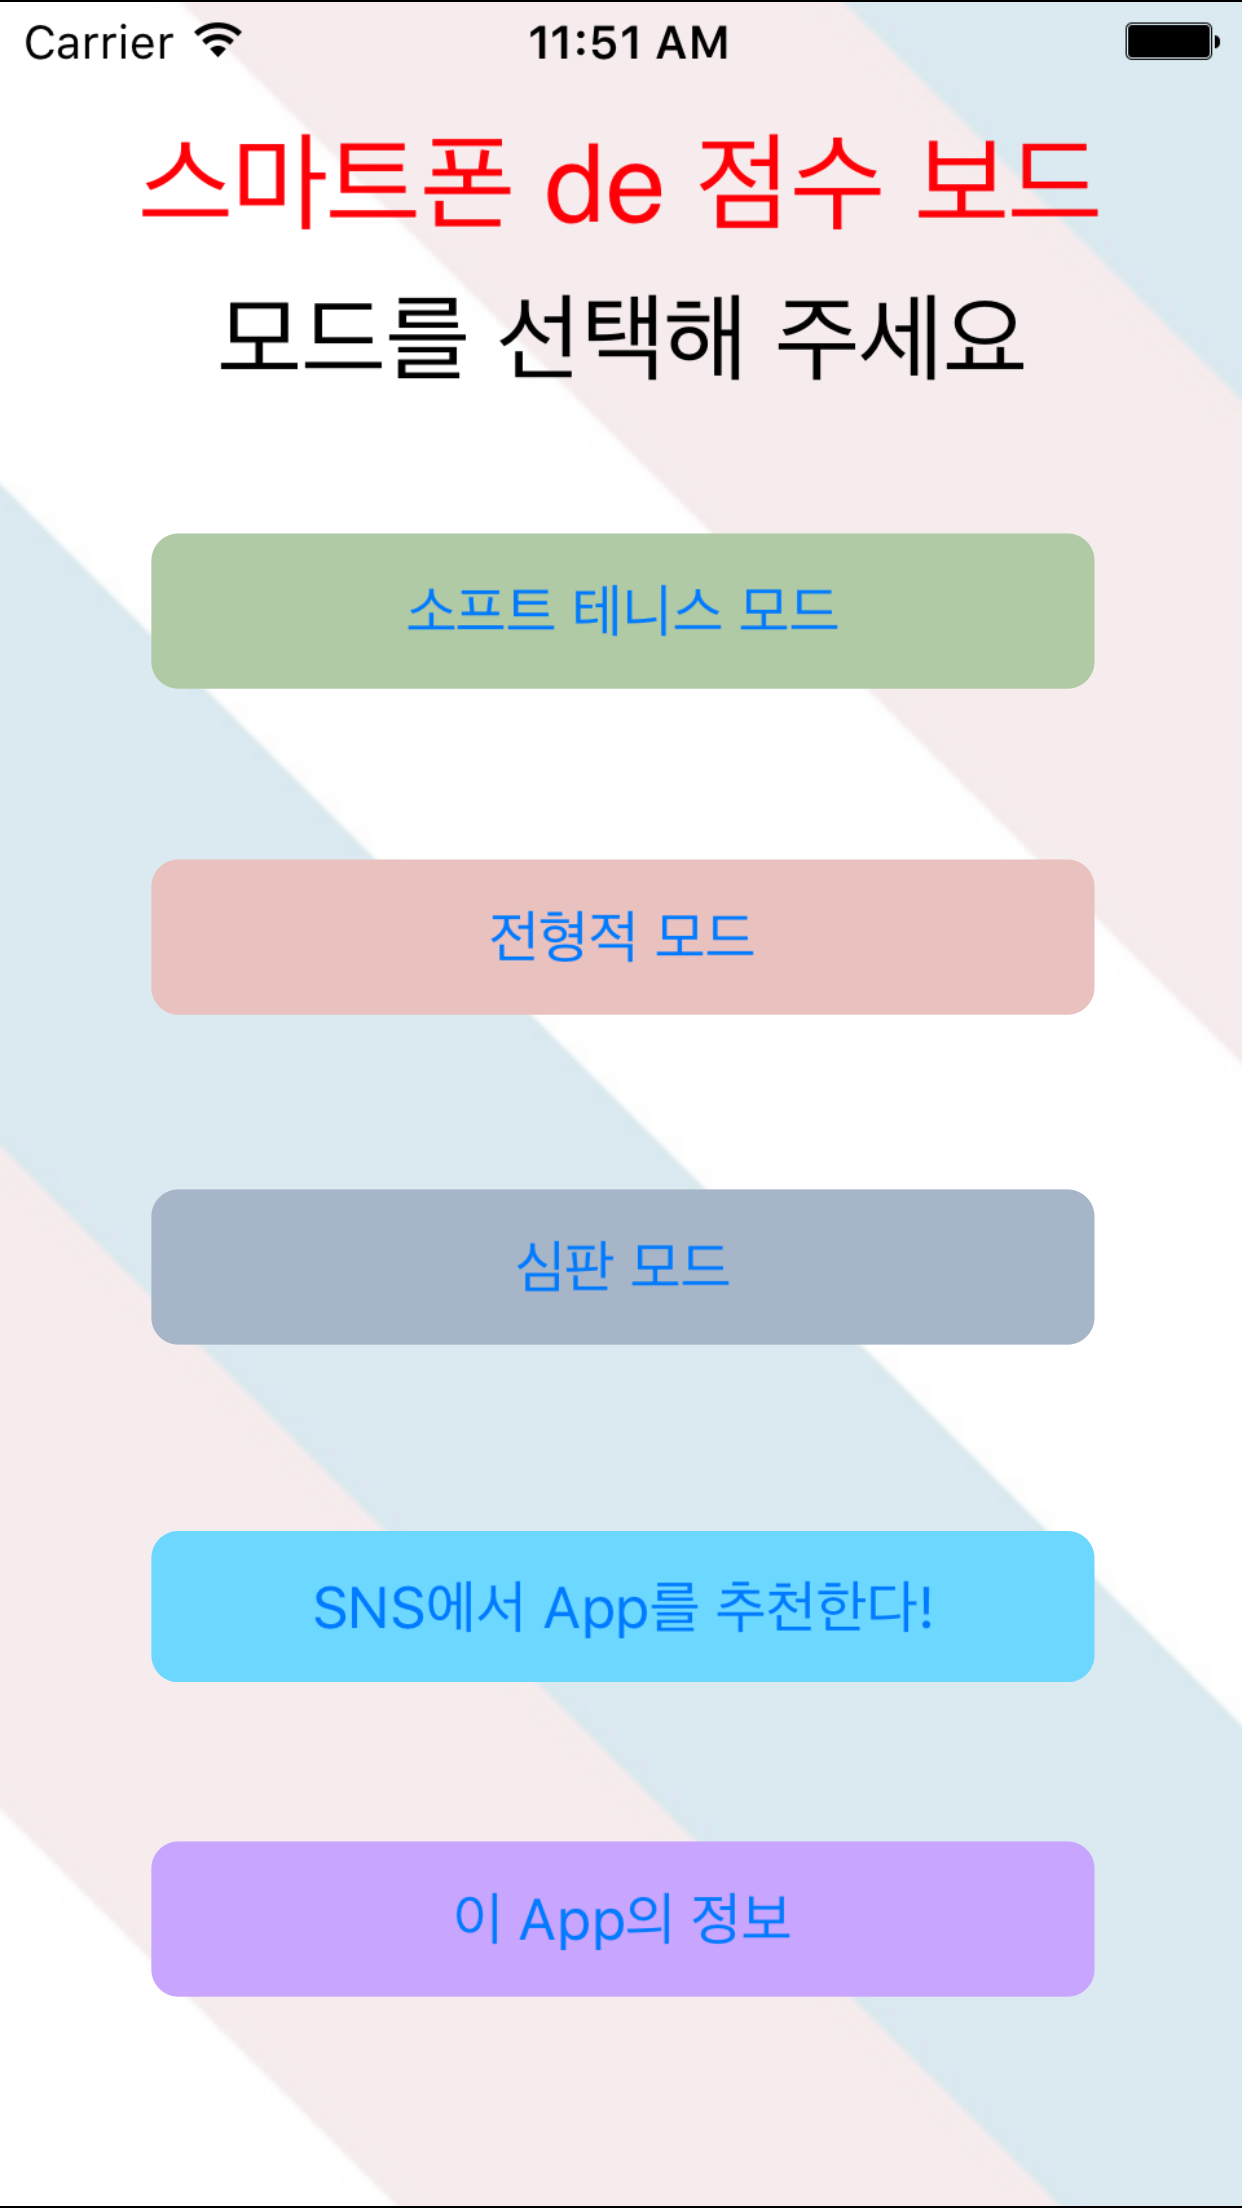 Carrier 11:51 AM
스마트폰 de 점수 보드
모드를 선택해 주세요
소프트 테니스 모드
전형적 모드
심판 모드
SNS에서 App를 추천한다!
이 App의 정보